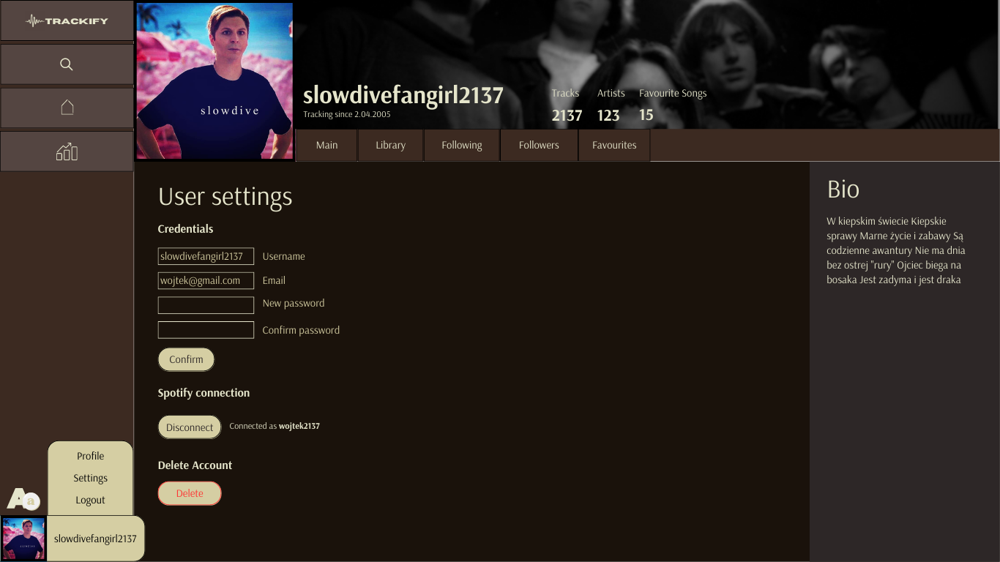 TRACKIFY
slowdive
slowdivefangirl2137
Tracking since 2.04.2005
Tracks Artists Favourite Songs
2137 123 15
Main Library Following Followers Favourites
User settings
Credentials
slowdivefangirl2137 Username
wojtek@gmail.com Email
New password
Confirm password
Confirm
Spotify connection
Disconnect Connected as wojtek2137
Delete Account
Delete
Bio
W kiepskim świecie Kiepskie
sprawy Marne życie i zabawy Są
codzienne awantury Nie ma dnia
bez ostrej "rury" Ojciec biega na
bosaka Jest zadyma i jest draka
Profile
Settings
Logout
A a
slowdive
slowdivefangirl2137